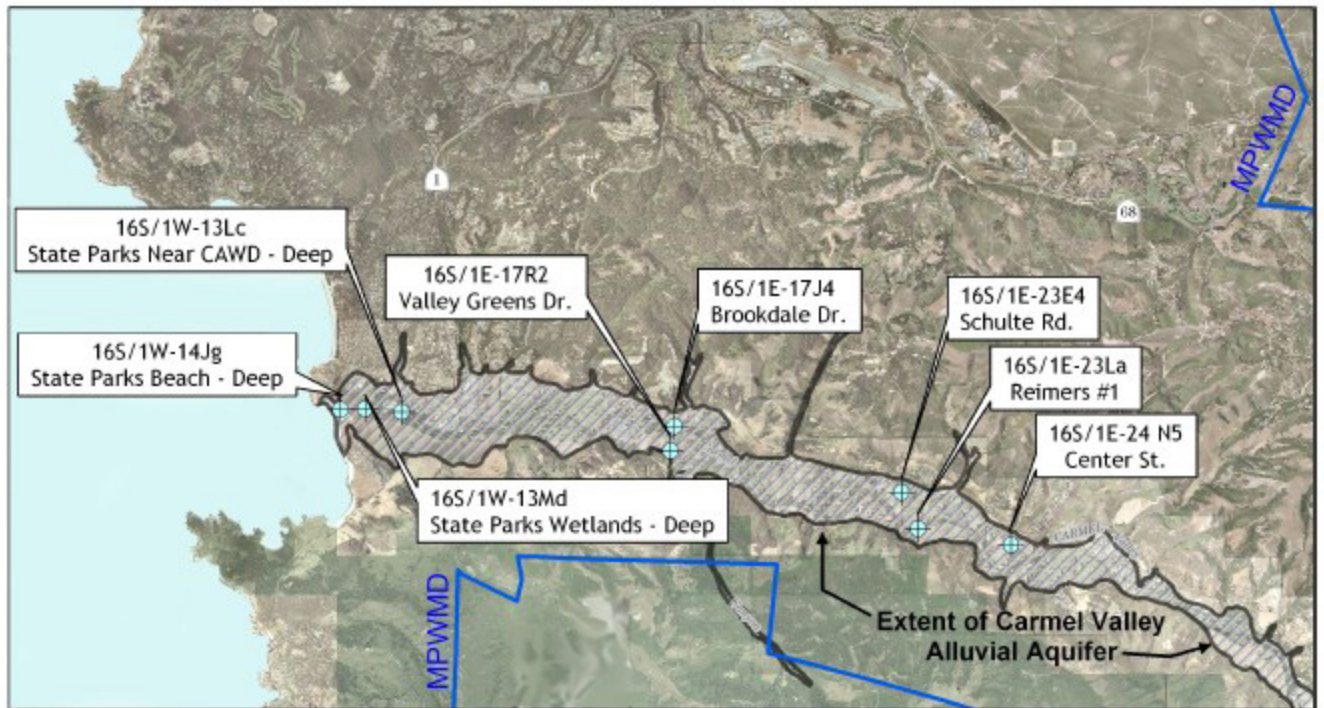 MPWMD
1
68
16S/1W-13Lc
State Parks Near CAWD - Deep
16S/1E-17R2
Valley Greens Dr.
16S/1E-17J4
Brookdale Dr.
16S/1E-23E4
Schulte Rd.
16S/1W-14Jg
State Parks Beach - Deep
16S/1E-23La
Reimers #1
16S/1E-24 N5
Center St.
16S/1W-13Md
State Parks Wetlands - Deep
CARMEL
MPWMD
Extent of Carmel Valley
Alluvial Aquifer